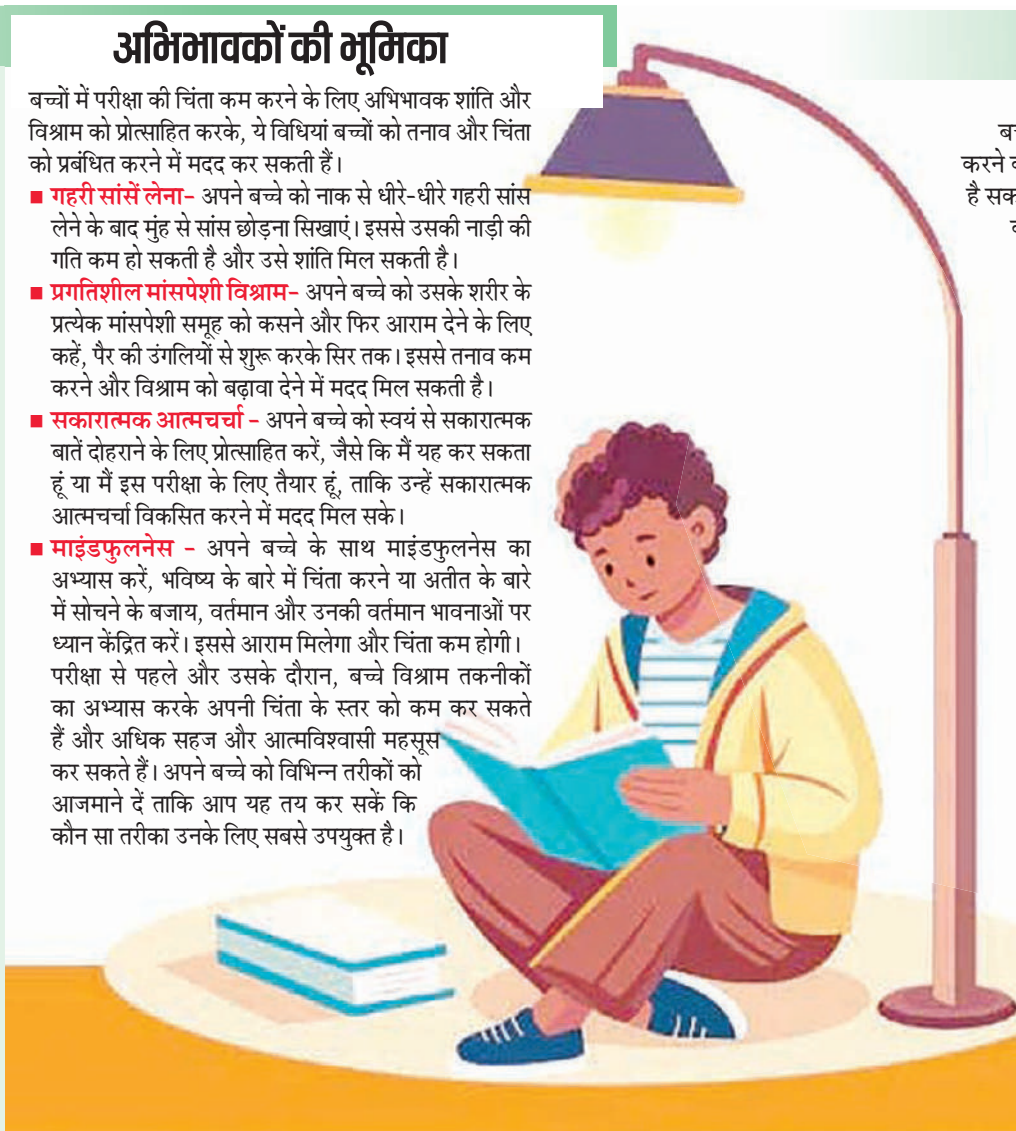 अभिभावकों की भूमिका
बच्चों में परीक्षा की चिंता कम करने के लिए अभिभावक शांति और
विश्राम को प्रोत्साहित करके, ये विधियां बच्चों को तनाव और चिंता
को प्रबंधित करने में मदद कर सकती हैं।
■ गहरी सांसें लेना- अपने बच्चे को नाक से धीरे-धीरे गहरी सांस
लेने के बाद मुंह से सांस छोड़ना सिखाएं। इससे उसकी नाड़ी की
गति कम हो सकती है और उसे शांति मिल सकती है।
■ प्रगतिशील मांसपेशी विश्राम- अपने बच्चे को उसके शरीर के
प्रत्येक मांसपेशी समूह को कसने और फिर आराम देने के लिए
कहें, पैर की उंगलियों से शुरू करके सिर तक। इससे तनाव कम
करने और विश्राम को बढ़ावा देने में मदद मिल सकती है।
■ सकारात्मक आत्मचर्चा - अपने बच्चे को स्वयं से सकारात्मक
बातें दोहराने के लिए प्रोत्साहित करें, जैसे कि मैं यह कर सकता
हूं या मैं इस परीक्षा के लिए तैयार हूं, ताकि उन्हें सकारात्मक
आत्मचर्चा विकसित करने में मदद मिल सके।
■ माइंडफुलनेस - अपने बच्चे के साथ माइंडफुलनेस का
अभ्यास करें, भविष्य के बारे में चिंता करने या अतीत के बारे
में सोचने के बजाय, वर्तमान और उनकी वर्तमान भावनाओं पर
ध्यान केंद्रित करें। इससे आराम मिलेगा और चिंता कम होगी।
परीक्षा से पहले और उसके दौरान, बच्चे विश्राम तकनीकों
का अभ्यास करके अपनी चिंता के स्तर को कम कर सकते
हैं और अधिक सहज और आत्मविश्वासी महसूस
कर सकते हैं। अपने बच्चे को विभिन्न तरीकों को
आजमाने दें ताकि आप यह तय कर सकें कि
कौन सा तरीका उनके लिए सबसे उपयुक्त है।
करने
है